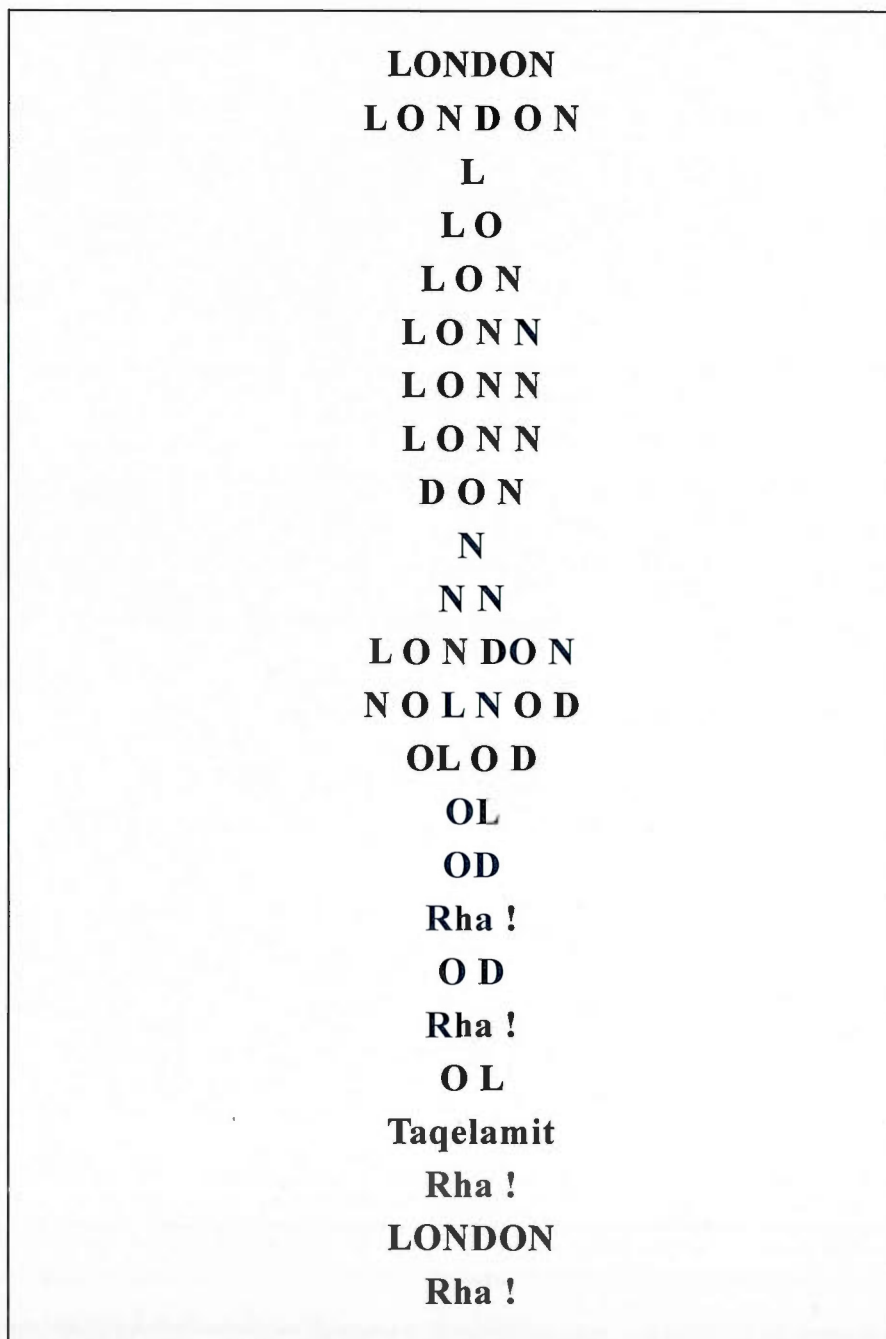 LONDON
L O N D O N
L
L O
L O N
L O N N
L O N N
L O N N
D O N
N
N N
L O N DO N
N O L N O D
OL O D
OL
OD
Rha !
O D
Rha !
O L
Taqelamit
Rha !
LONDON
Rha !